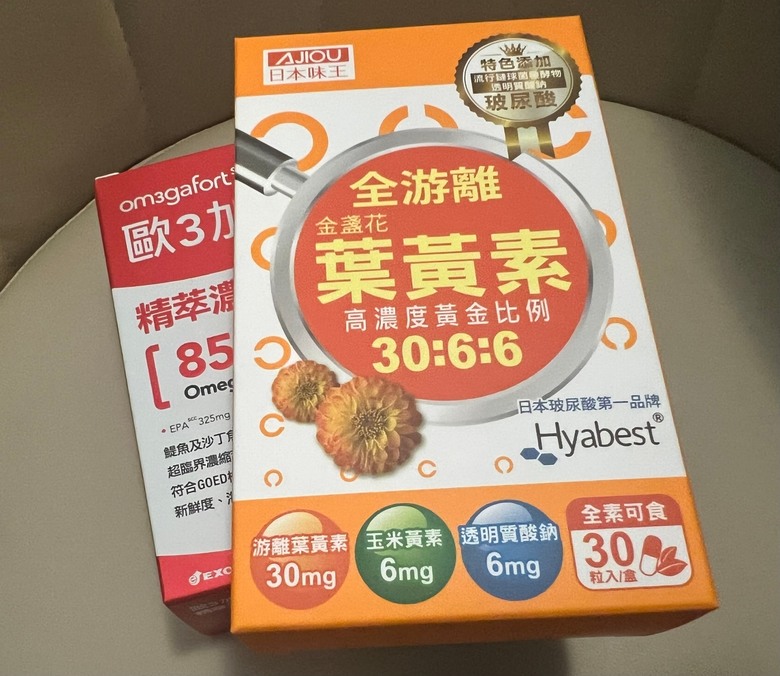 AJIOU
日本味王
特色添加
流行鏈球菌醱酵物
透明質酸鈉
玻尿酸
全游離
金盞花
葉黃素
高濃度黃金比例
30:6:6
日本玻尿酸第一品牌
Hyabest®
游離葉黃素
30mg
玉米黃素
6mg
透明質酸鈉
6mg
全素可食
30
粒入/盒
om3gafort
歐3加
精萃濃
85
Omeg
• EPA 325mg
鯷魚及沙丁魚
超臨界濃縮
符合GOED
新鮮度、
EXC